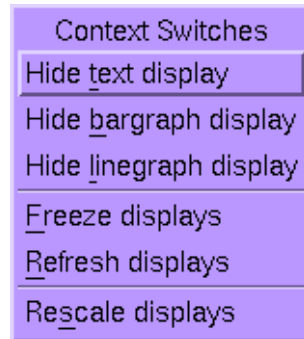 Context Switches
Hide text display
Hide bargraph display
Hide linegraph display
Freeze displays
Refresh displays
Rescale displays